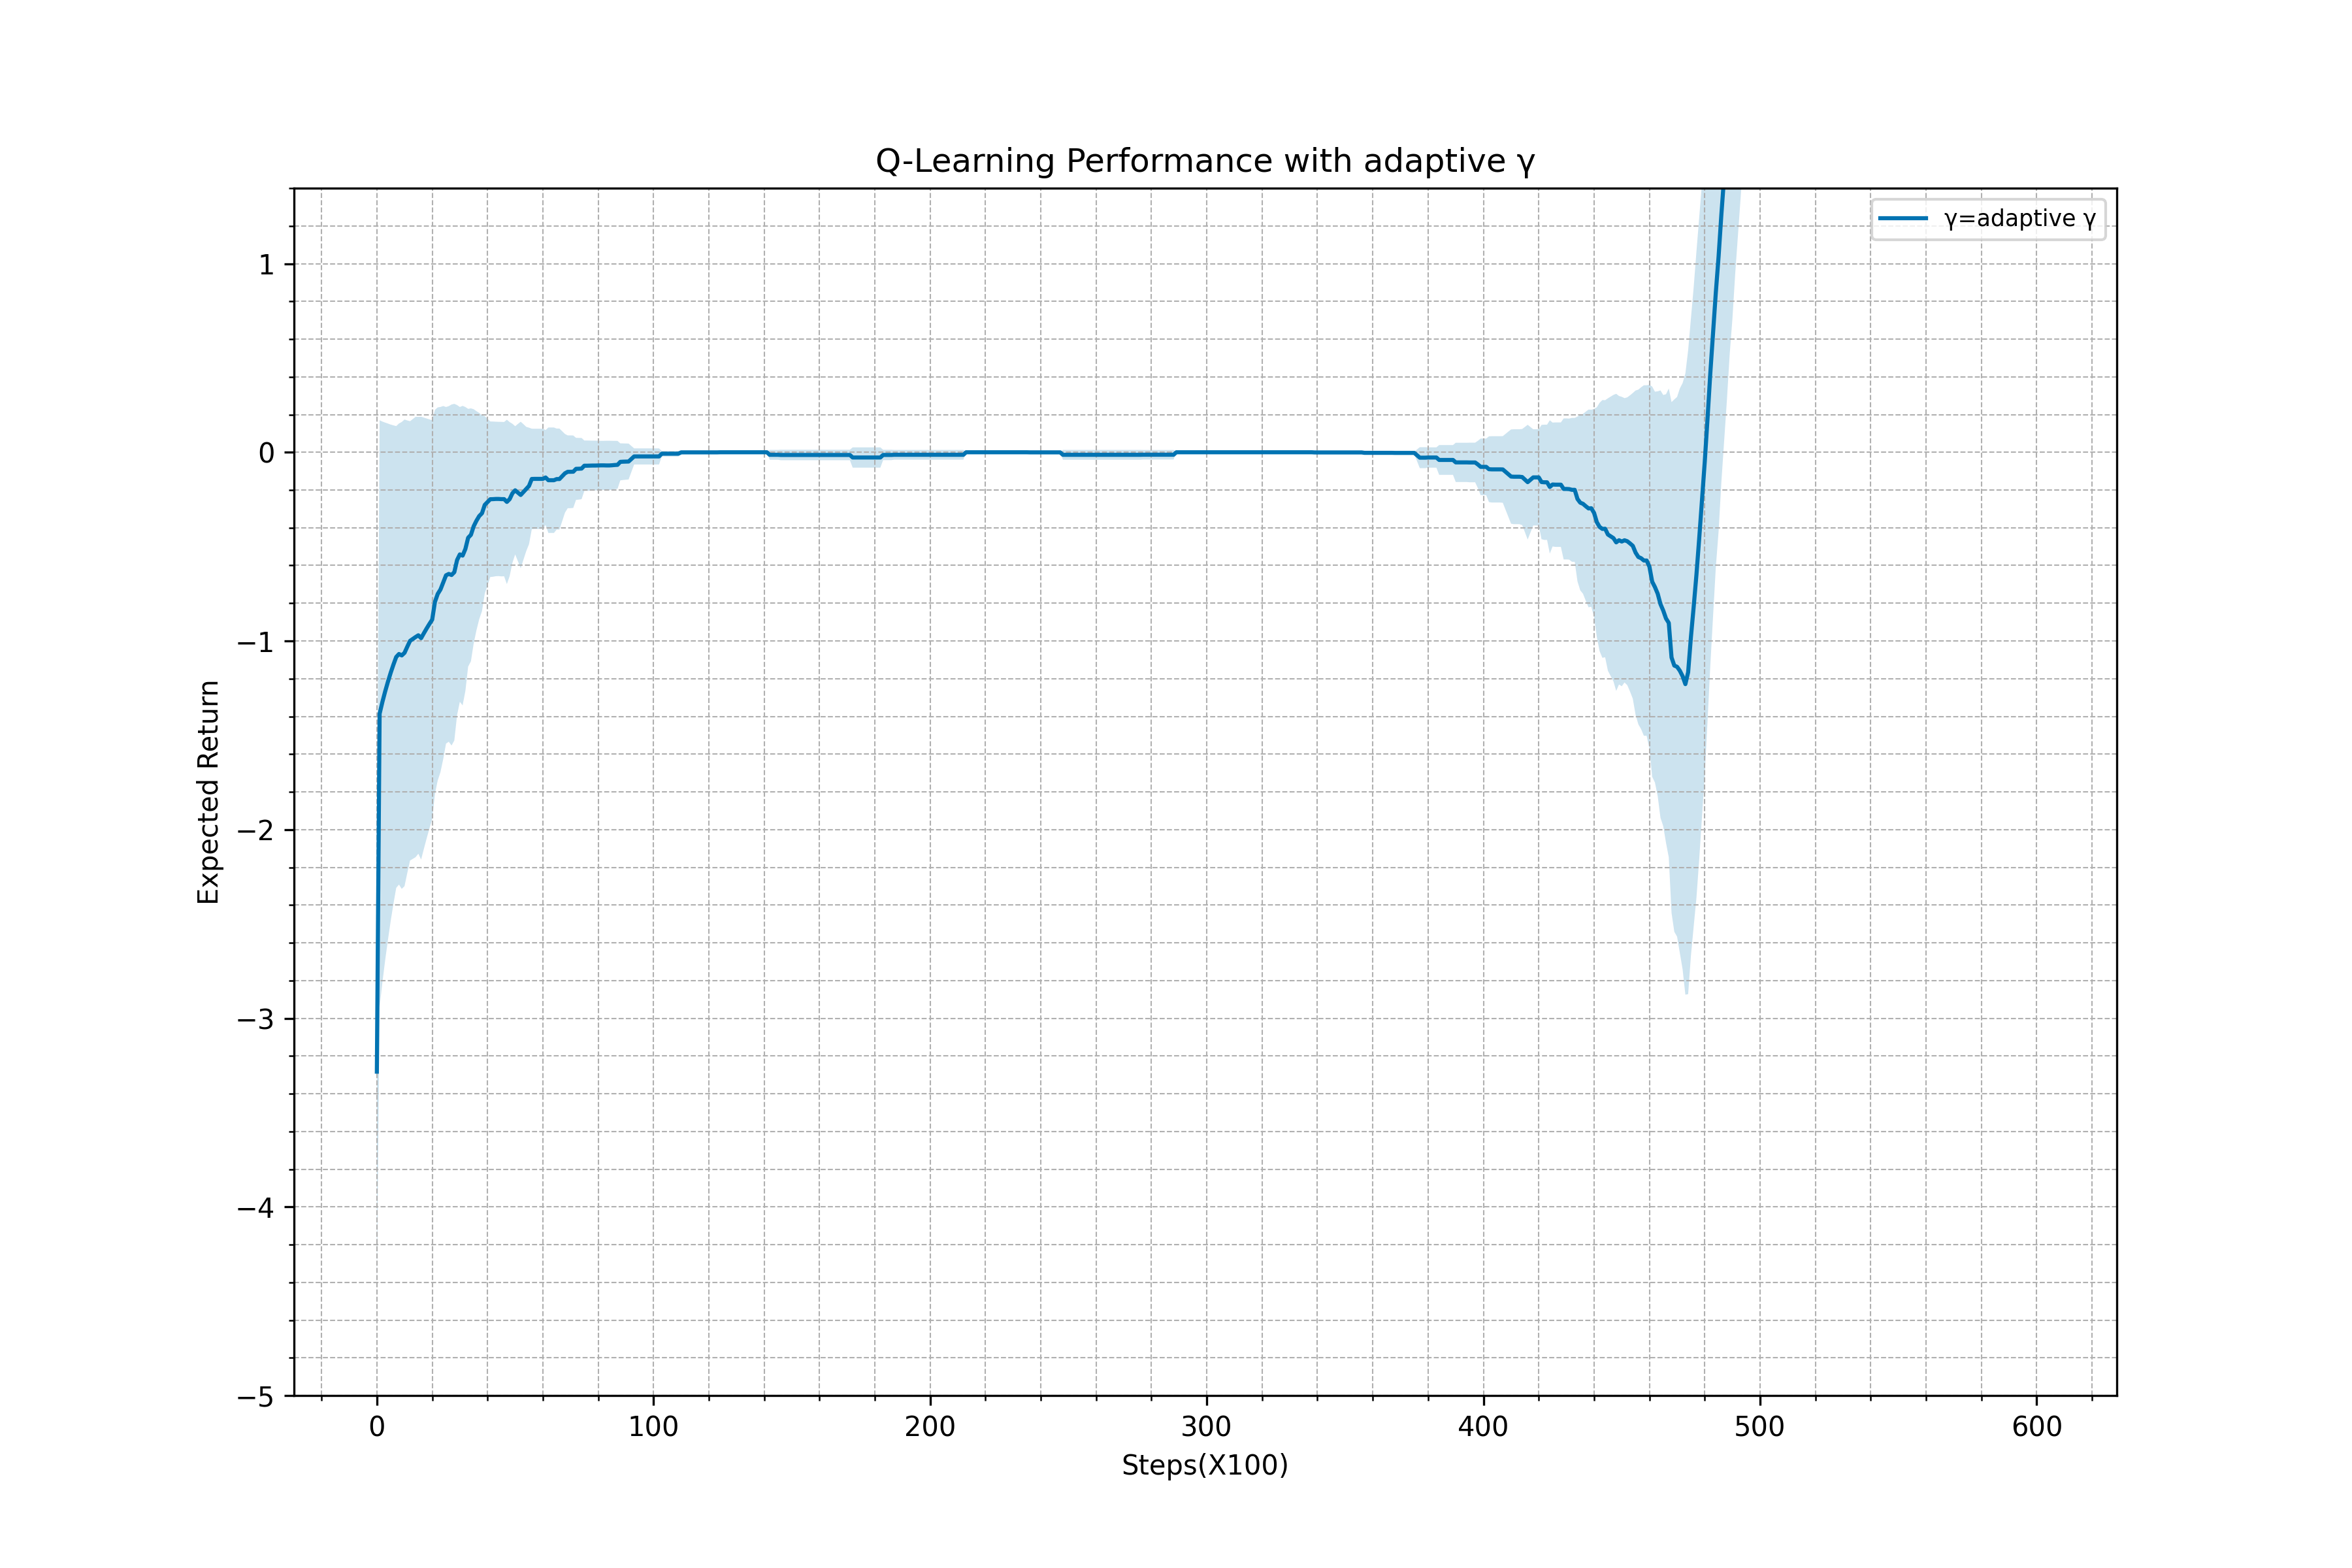 Q-Learning Performance with adaptive γ
γ=adaptive γ
1
0
−1
−2
−3
−4
−5
Expected Return
0 100 200 300 400 500 600
Steps(X100)